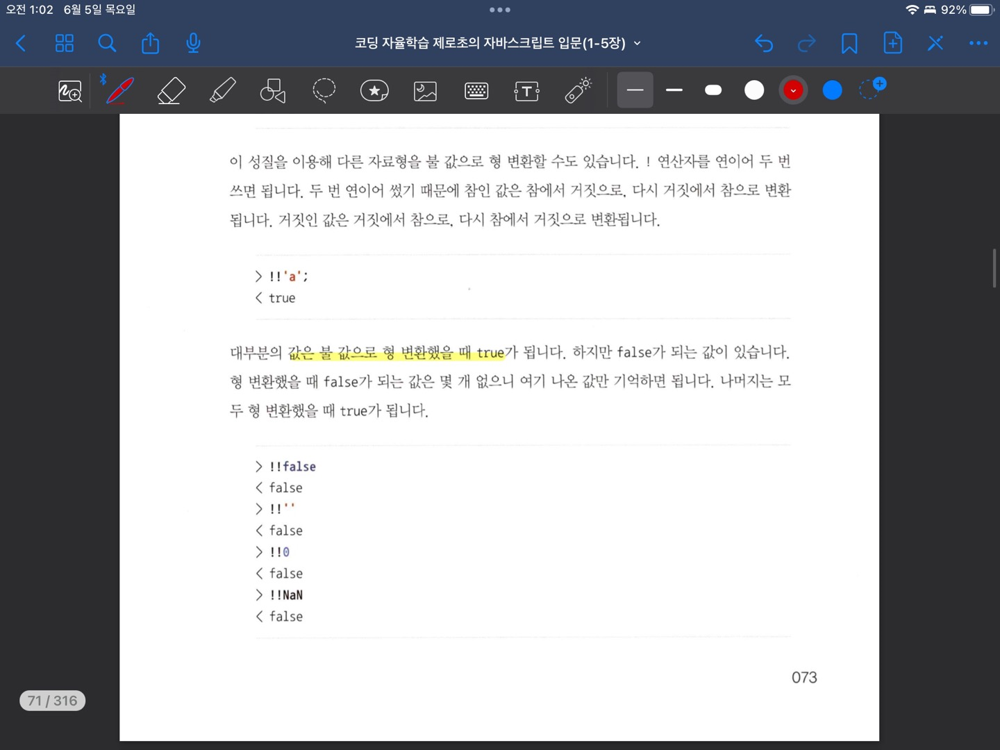 오전 1:02 6월 5일 목요일
92%
코딩 자율학습 제로초의 자바스크립트 입문(1-5장)
이 성질을 이용해 다른 자료형을 불 값으로 형 변환할 수도 있습니다. ! 연산자를 연이어 두 번
쓰면 됩니다. 두 번 연이어 썼기 때문에 참인 값은 참에서 거짓으로, 다시 거짓에서 참으로 변환
됩니다. 거짓인 값은 거짓에서 참으로, 다시 참에서 거짓으로 변환됩니다.
> !!'a';
< true
대부분의 값은 불 값으로 형 변환했을 때 true가 됩니다. 하지만 false가 되는 값이 있습니다.
형 변환했을 때 false가 되는 값은 몇 개 없으니 여기 나온 값만 기억하면 됩니다. 나머지는 모
두 형 변환했을 때 true가 됩니다.
> !!false
< false
> !!''
< false
> !!0
< false
> !!NaN
< false
073
71 / 316